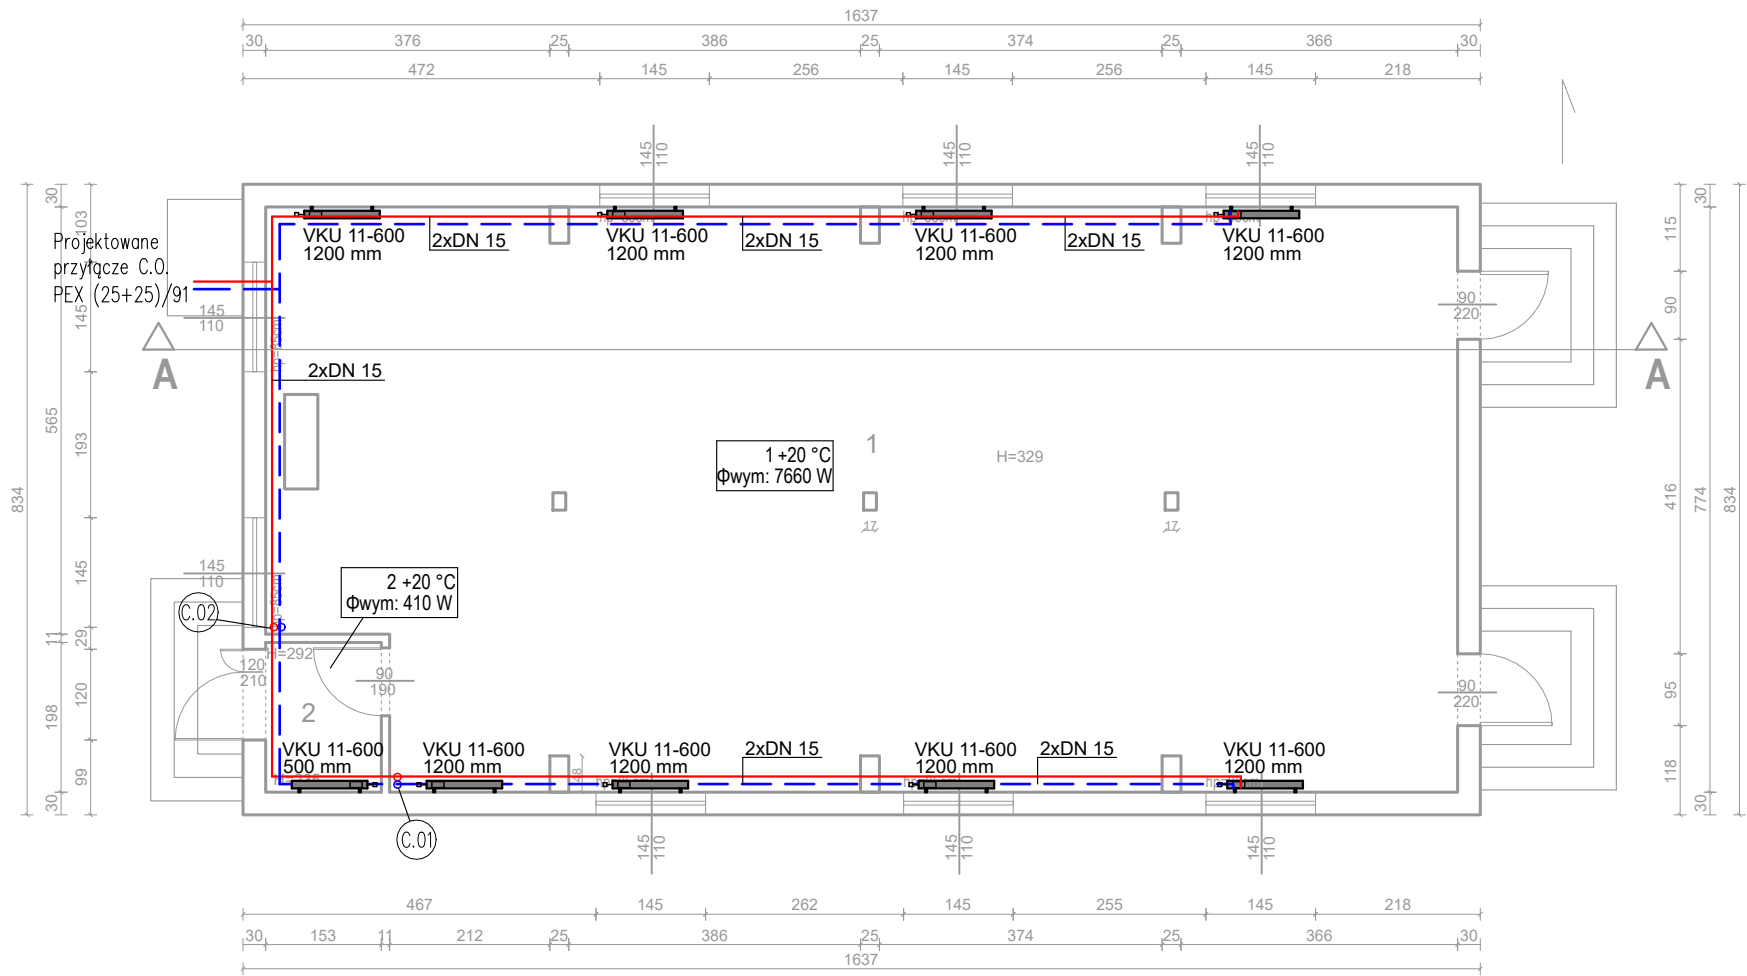 1637
30 376 25 386 25 374 25 366 30
472 145 256 145 256 145 218
145
110
145
110
145
110
834
30
565
11
198
30
103
145
193
145
29
120
99
Projektowane
przyłącze C.O.
PEX (25+25)/91
VKU 11-600
1200 mm
2xDN 15
VKU 11-600
1200 mm
2xDN 15
VKU 11-600
1200 mm
2xDN 15
VKU 11-600
1200 mm
145
110
hp=85cm
A
A
2xDN 15
1 +20 °C
Φwym: 7660 W
1
H=329
17
17
145
110
hp=85cm
2 +20 °C
Φwym: 410 W
C.02
H=292
120
210
90
190
2
90
220
90
220
115
90
416
95
118
30
774
30
834
VKU 11-600
500 mm
VKU 11-600
1200 mm
VKU 11-600
1200 mm
2xDN 15
VKU 11-600
1200 mm
2xDN 15
VKU 11-600
1200 mm
48
C.01
145
110
145
110
145
110
467 145 262 145 255 145 218
30 153 11 212 25 386 25 374 25 366 30
1637